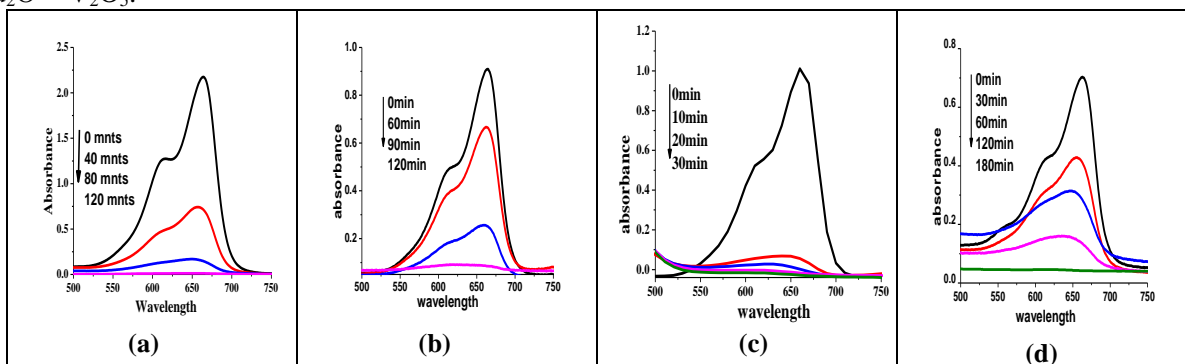 ₂O – V₂O₅.
Absorbance
2.5
2.0
1.5
1.0
0.5
0.0
0 mnts
40 mnts
80 mnts
120 mnts
500 550 600 650 700 750
Wavelength
(a)
absorbance
1.0
0.8
0.6
0.4
0.2
0min
60min
90min
120min
500 550 600 650 700 750
wavelength
(b)
absorbance
1.2
1.0
0.8
0.6
0.4
0.2
0.0
0min
10min
20min
30min
500 550 600 650 700 750
wavelength
(c)
absorbance
0.8
0.6
0.4
0.2
0.0
0min
30min
60min
120min
180min
500 550 600 650 700 750
wavelength
(d)